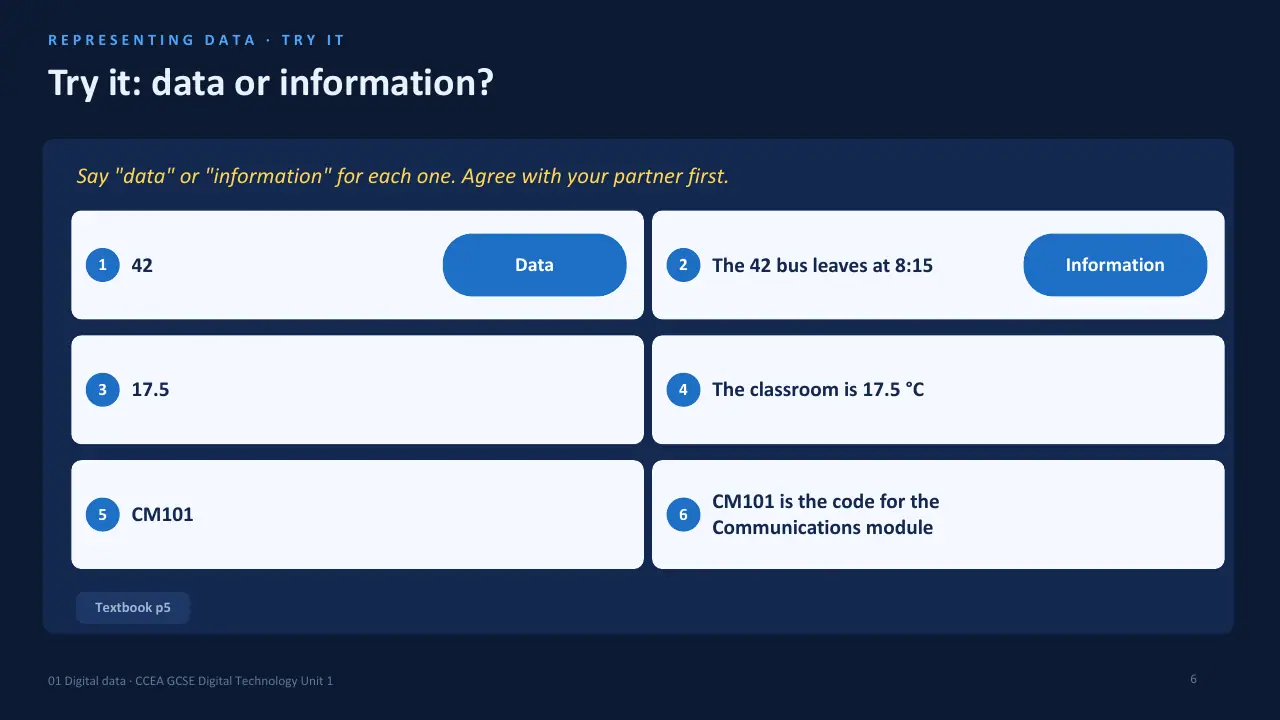 REPRESENTING DATA · TRY IT
Try it: data or information?
Say "data" or "information" for each one. Agree with your partner first.
1 42 Data
2 The 42 bus leaves at 8:15 Information
3 17.5
4 The classroom is 17.5 °C
5 CM101
6 CM101 is the code for the
Communications module
Textbook p5
01 Digital data · CCEA GCSE Digital Technology Unit 1
6